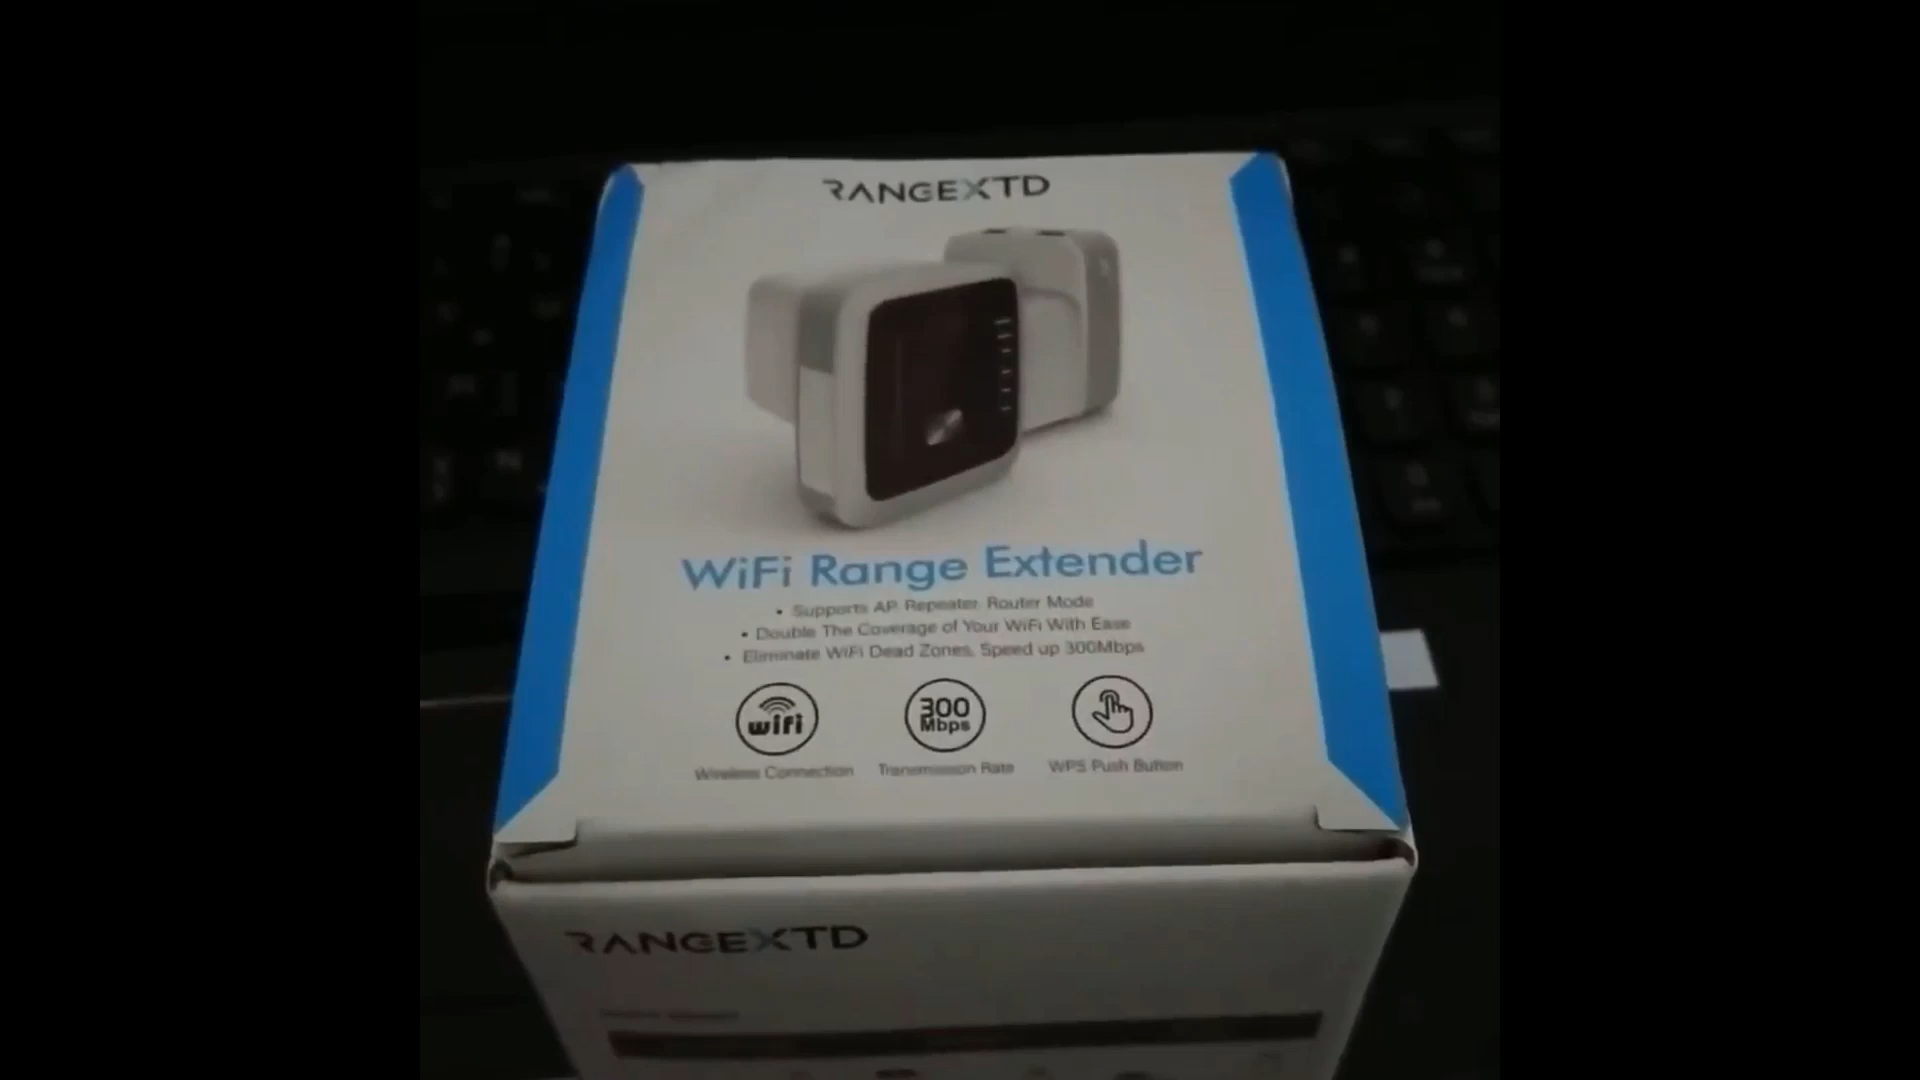 RANGEXTD
WiFi Range Extender
• Supports AP, Repeater, Router Mode
• Double The Coverage of Your WiFi With Ease
• Eliminate WiFi Dead Zones, Speed up 300Mbps
wifi
300
Mbps
Wireless Connection
Transmission Rate
WPS Push Button
RANGEXTD